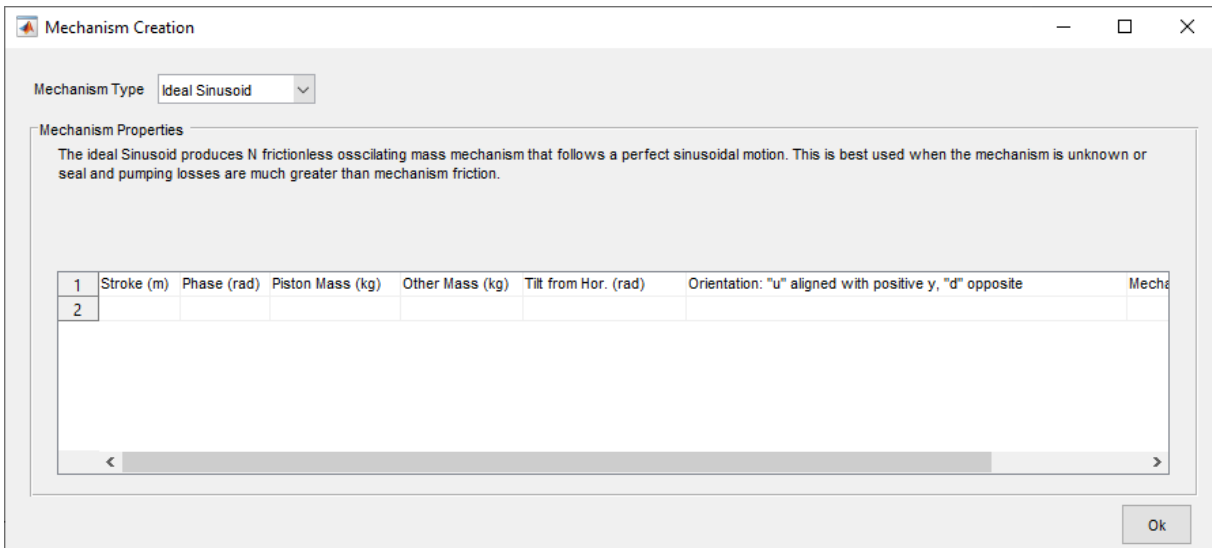 Mechanism Creation
Mechanism Type Ideal Sinusoid
Mechanism Properties
The ideal Sinusoid produces N frictionless osscilating mass mechanism that follows a perfect sinusoidal motion. This is best used when the mechanism is unknown or
seal and pumping losses are much greater than mechanism friction.
1 Stroke (m) Phase (rad) Piston Mass (kg) Other Mass (kg) Tilt from Hor. (rad) Orientation: "u" aligned with positive y, "d" opposite Mecha
2
Ok